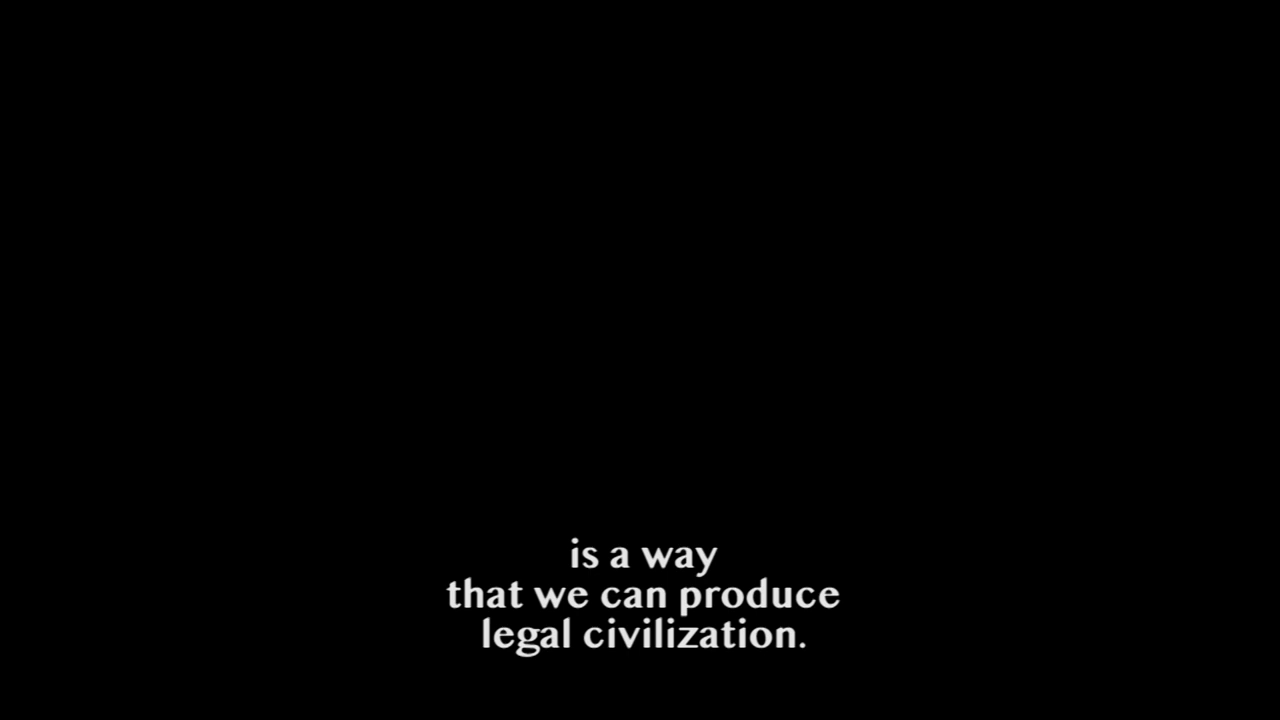 is a way
that we can produce
legal civilization.